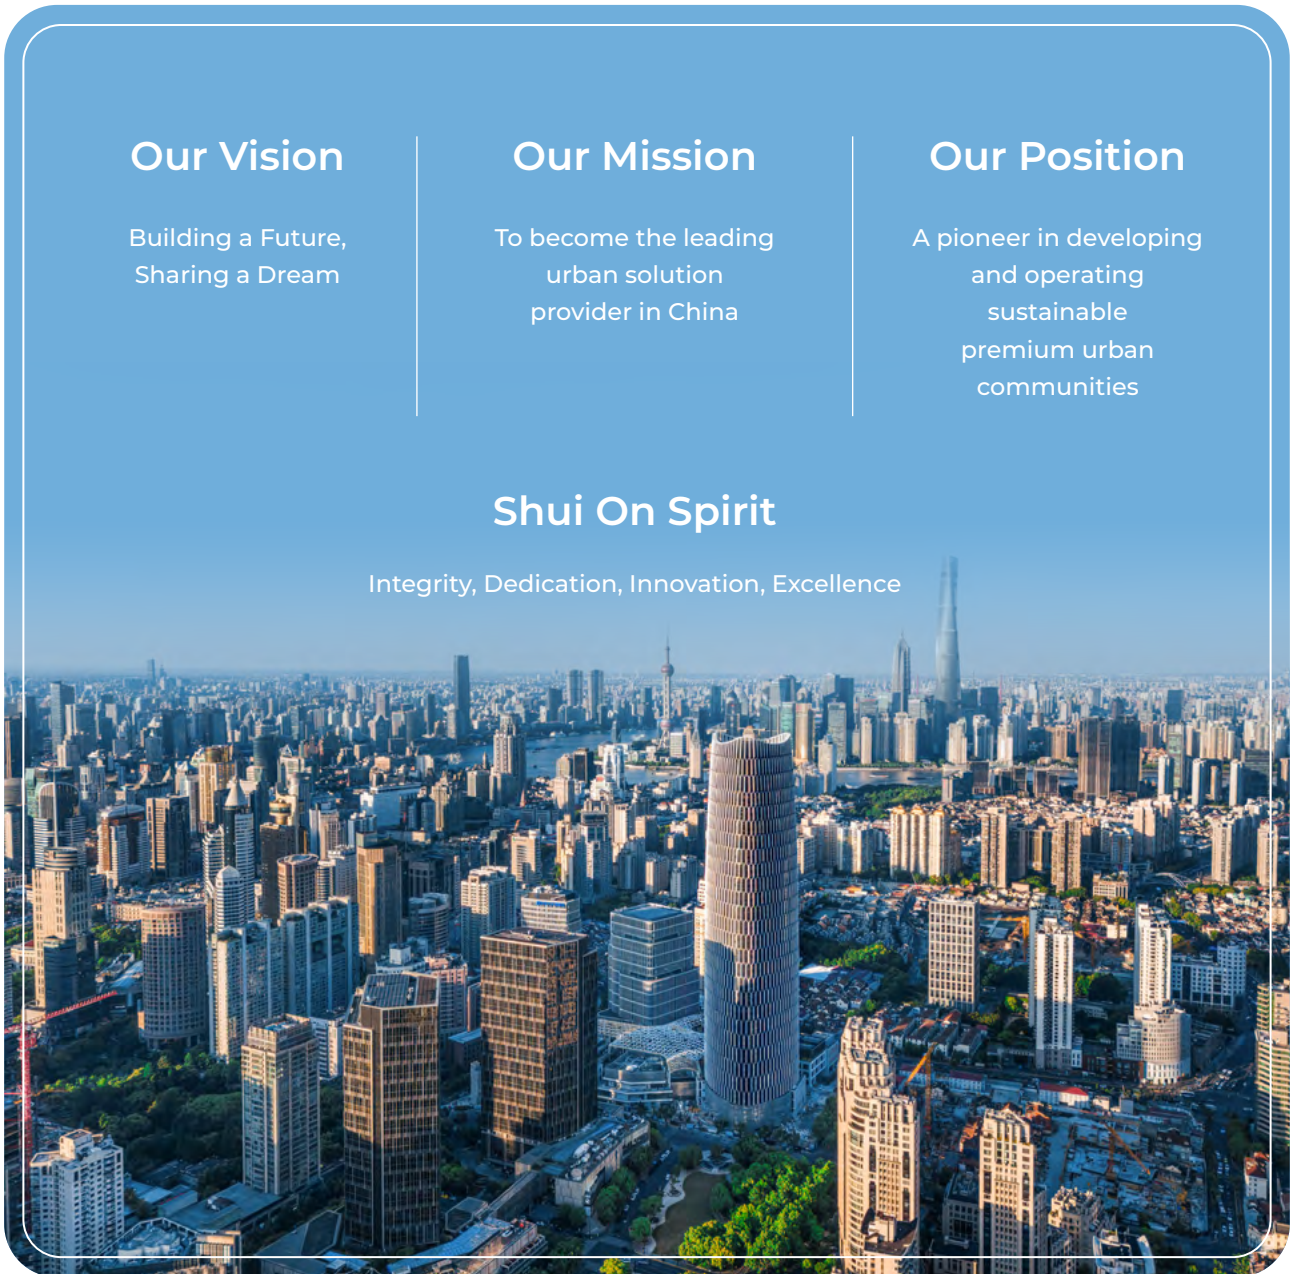 Our Vision
Building a Future,
Sharing a Dream
Our Mission
To become the leading
urban solution
provider in China
Our Position
A pioneer in developing
and operating
sustainable
premium urban
communities
Shui On Spirit
Integrity, Dedication, Innovation, Excellence